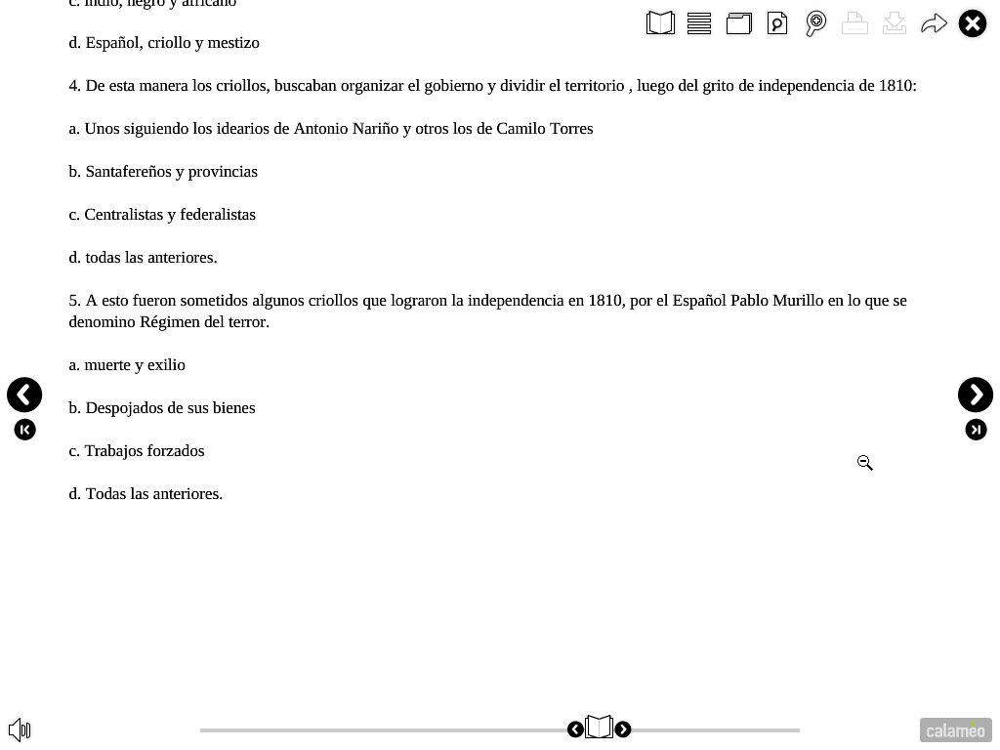 c. indio, negro y africano
d. Español, criollo y mestizo
4. De esta manera los criollos, buscaban organizar el gobierno y dividir el territorio , luego del grito de independencia de 1810:
a. Unos siguiendo los idearios de Antonio Nariño y otros los de Camilo Torres
b. Santafereños y provincias
c. Centralistas y federalistas
d. todas las anteriores.
5. A esto fueron sometidos algunos criollos que lograron la independencia en 1810, por el Español Pablo Murillo en lo que se
denomino Régimen del terror.
a. muerte y exilio
b. Despojados de sus bienes
c. Trabajos forzados
d. Todas las anteriores.
calaméo